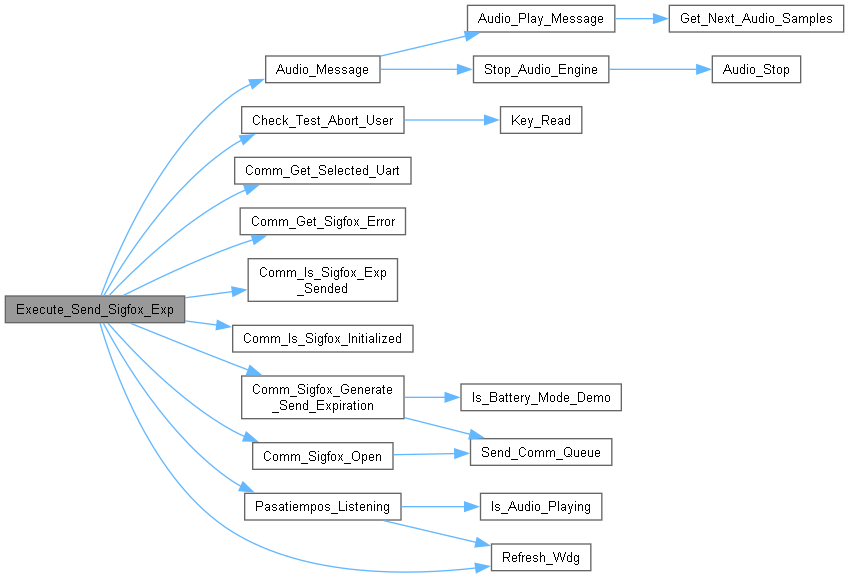 Audio_Play_Message
Get_Next_Audio_Samples
Audio_Message
Stop_Audio_Engine
Audio_Stop
Check_Test_Abort_User
Key_Read
Comm_Get_Selected_Uart
Comm_Get_Sigfox_Error
Comm_Is_Sigfox_Exp
_Sended
Execute_Send_Sigfox_Exp
Comm_Is_Sigfox_Initialized
Comm_Sigfox_Generate
_Send_Expiration
Is_Battery_Mode_Demo
Comm_Sigfox_Open
Send_Comm_Queue
Pasatiempos_Listening
Is_Audio_Playing
Refresh_Wdg